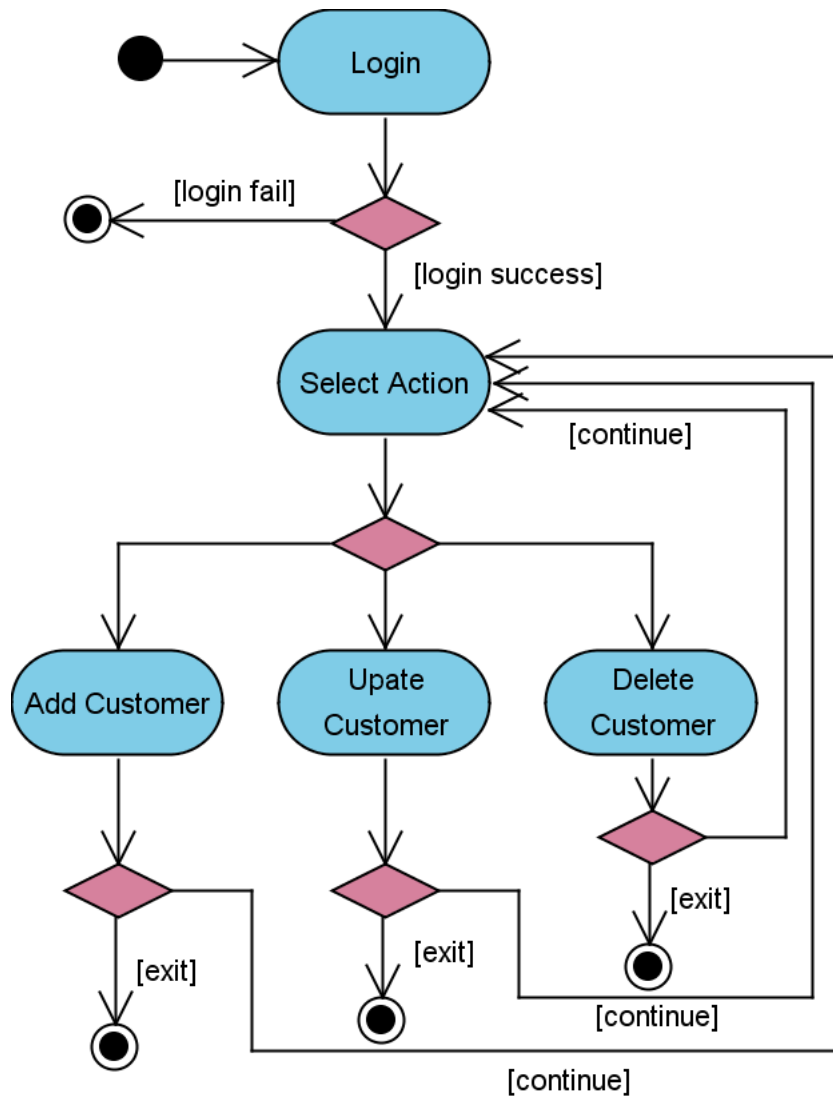 Login
[login fail]
[login success]
Select Action
[continue]
Add Customer
Upate
Customer
Delete
Customer
[exit]
[exit]
[exit]
[continue]
[continue]